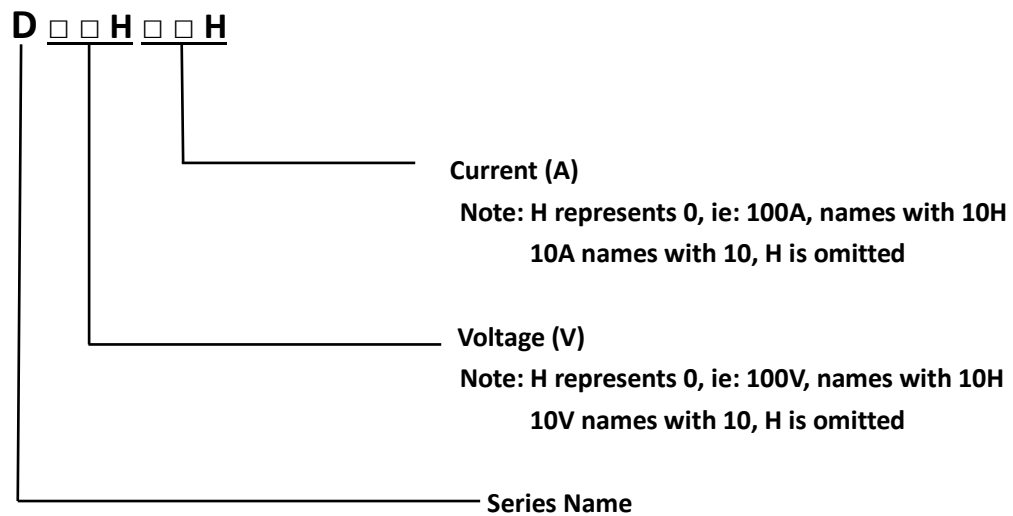 D □ □ H □ □ H
Current (A)
Note: H represents 0, ie: 100A, names with 10H
10A names with 10, H is omitted
Voltage (V)
Note: H represents 0, ie: 100V, names with 10H
10V names with 10, H is omitted
Series Name